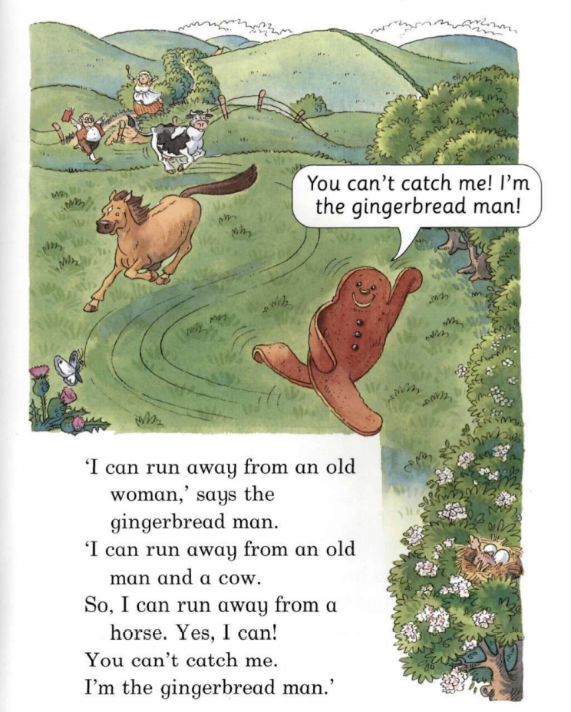 You can't catch me! I'm
the gingerbread man!
‘I can run away from an old
woman,’ says the
gingerbread man.
‘I can run away from an old
man and a cow.
So, I can run away from a
horse. Yes, I can!
You can't catch me.
I'm the gingerbread man.’